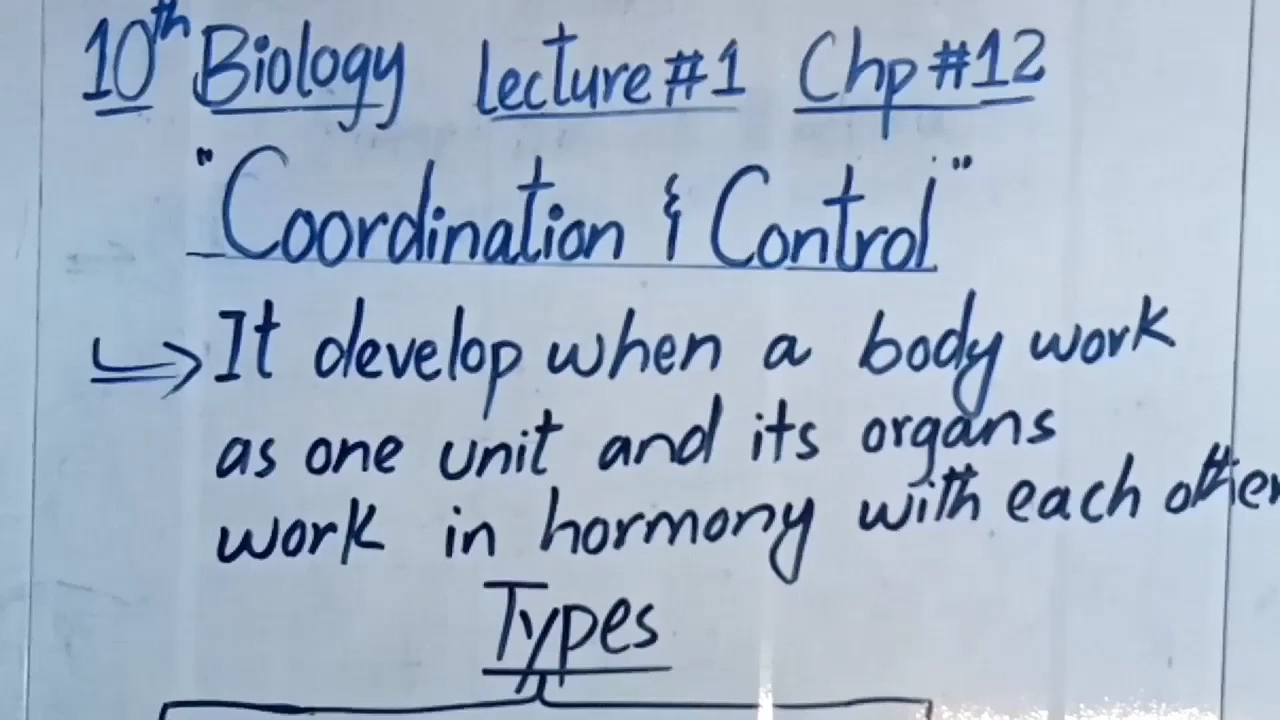 10th Biology Lecture #1 Chp #12
"Coordination & Control"
It develop when a body work
as one unit and its organs
work in hormony with each other
Types